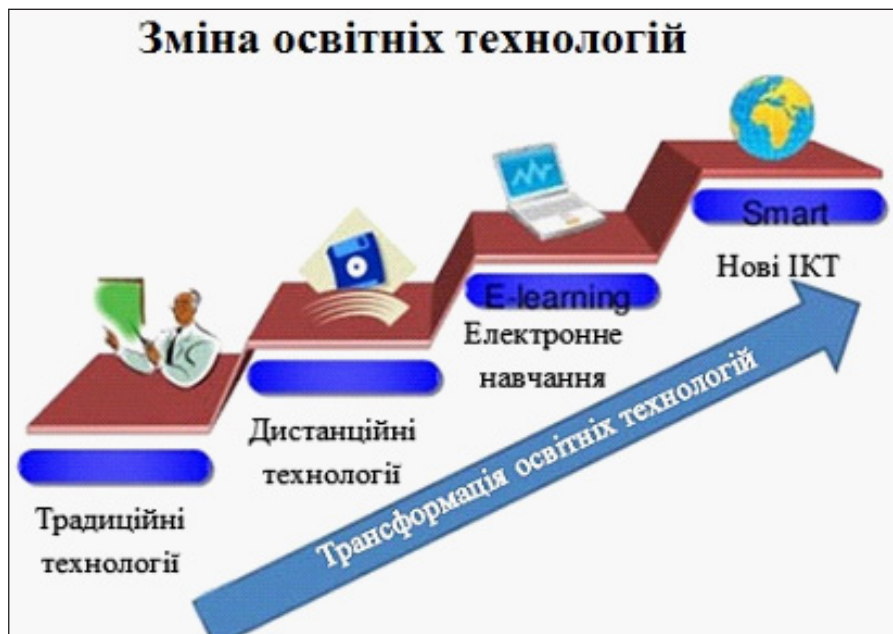 Зміна освітніх технологій
Smart
Нові ІКТ
E-learning
Електронне
навчання
Дистанційні
технології
Традиційні
технології
Трансформація освітніх технологій